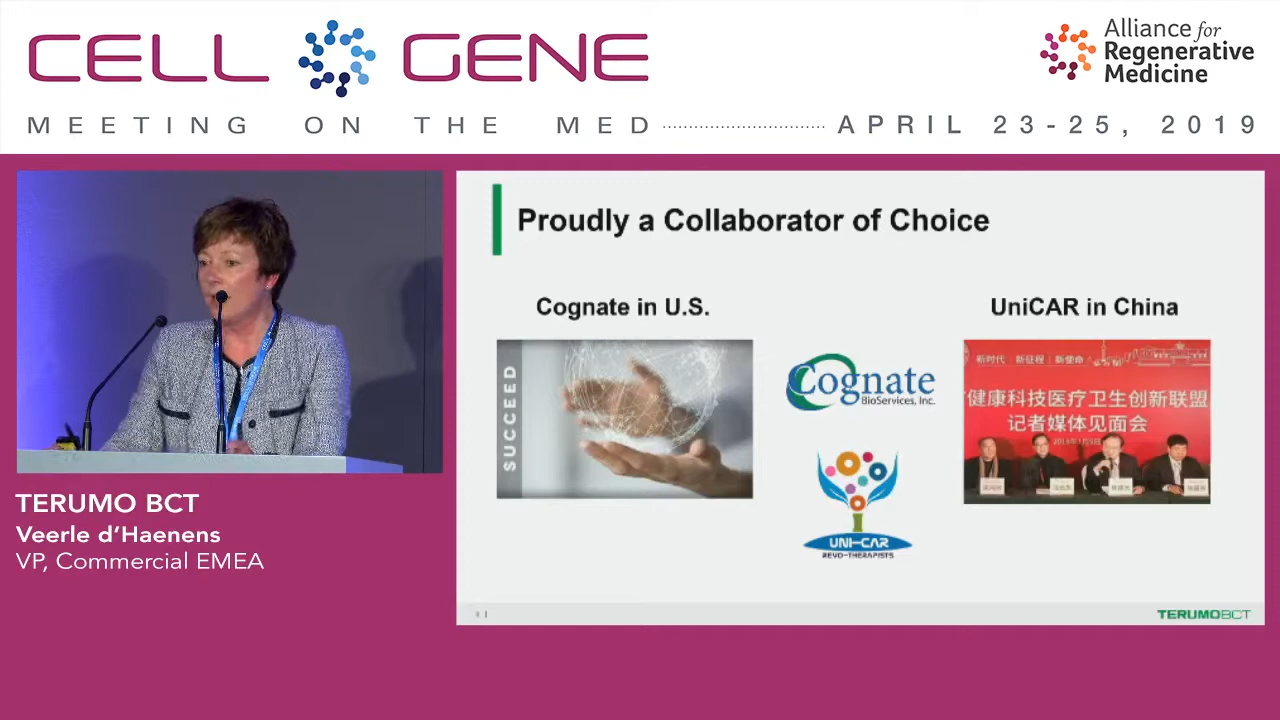 CELL GENE
Alliance for
Regenerative
Medicine
MEETING ON THE MED
APRIL 23-25, 2019
TERUMO BCT
Veerle d'Haenens
VP, Commercial EMEA
Proudly a Collaborator of Choice
Cognate in U.S.
UniCAR in China
SUCCEED
Cognate
BioServices, Inc.
UNI-CAR
REVO-THERAPISTS
新时代 新征程 新使命
健康科技医疗卫生创新联盟
记者媒体见面会
TERUMOBCT